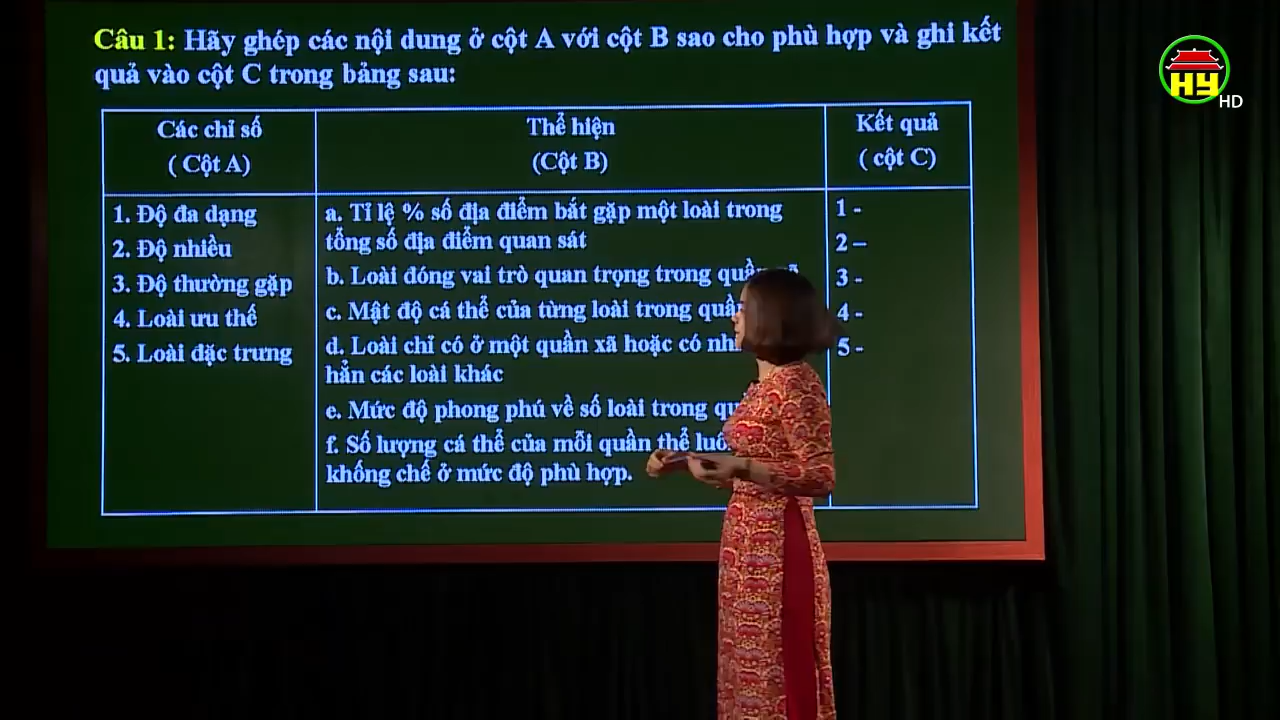 Câu 1: Hãy ghép các nội dung ở cột A với cột B sao cho phù hợp và ghi kết
quả vào cột C trong bảng sau:
Các chỉ số
( Cột A)
Thể hiện
(Cột B)
Kết quả
( cột C)
1. Độ đa dạng
2. Độ nhiều
3. Độ thường gặp
4. Loài ưu thế
5. Loài đặc trưng
a. Tỉ lệ % số địa điểm bắt gặp một loài trong
tổng số địa điểm quan sát
b. Loài đóng vai trò quan trọng trong
c. Mật độ cá thể của từng loài trong
d. Loài chỉ có ở một quần xã hoặc có
hẳn các loài khác
e. Mức độ phong phú về số loài trong
f. Số lượng cá thể của mỗi quần thể
khống chế ở mức độ phù hợp.
1 -
2 –
3 -
4 -
5 -
HY
HD